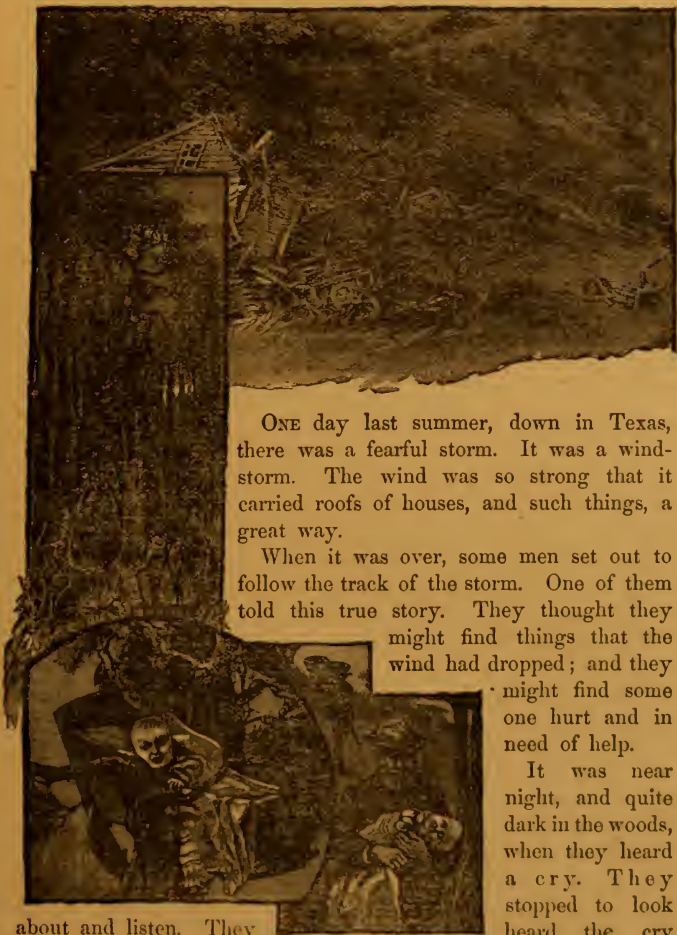 ONE day last summer, down in Texas,
there was a fearful storm. It was a wind-
storm. The wind was so strong that it
carried roofs of houses, and such things, a
great way.
When it was over, some men set out to
follow the track of the storm. One of them
told this true story. They thought they
might find things that the
wind had dropped; and they
might find some
one hurt and in
need of help.
It was near
night, and quite
dark in the woods,
when they heard
a cry. They
stopped to look
about and listen. They
heard the cry